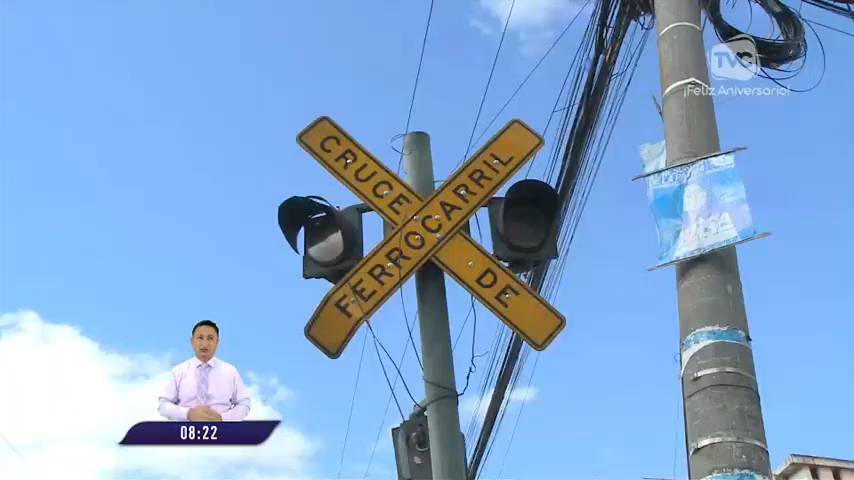 TVC
¡Feliz Aniversario!
CRUCE DE
FERROCARRIL
08:22